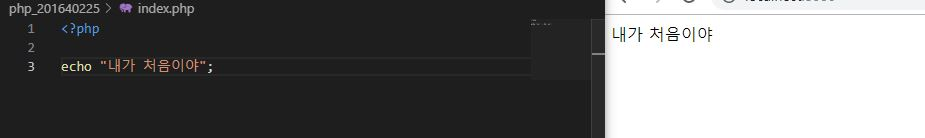 php_201640225 > index.php
1 <?php
2
3 echo "내가 처음이야";
내가 처음이야